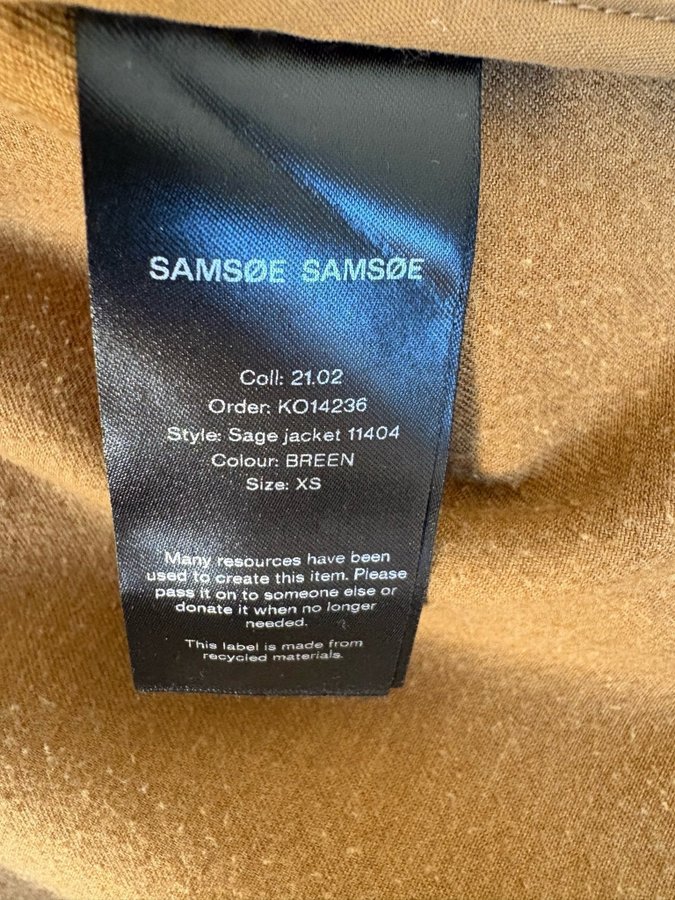 SAMSØE SAMSØE
Coll: 21.02
Order: KO14236
Style: Sage jacket 11404
Colour: BREEN
Size: XS
Many resources have been
used to create this item. Please
pass it on to someone else or
donate it when no longer
needed.
This label is made from
recycled materials.